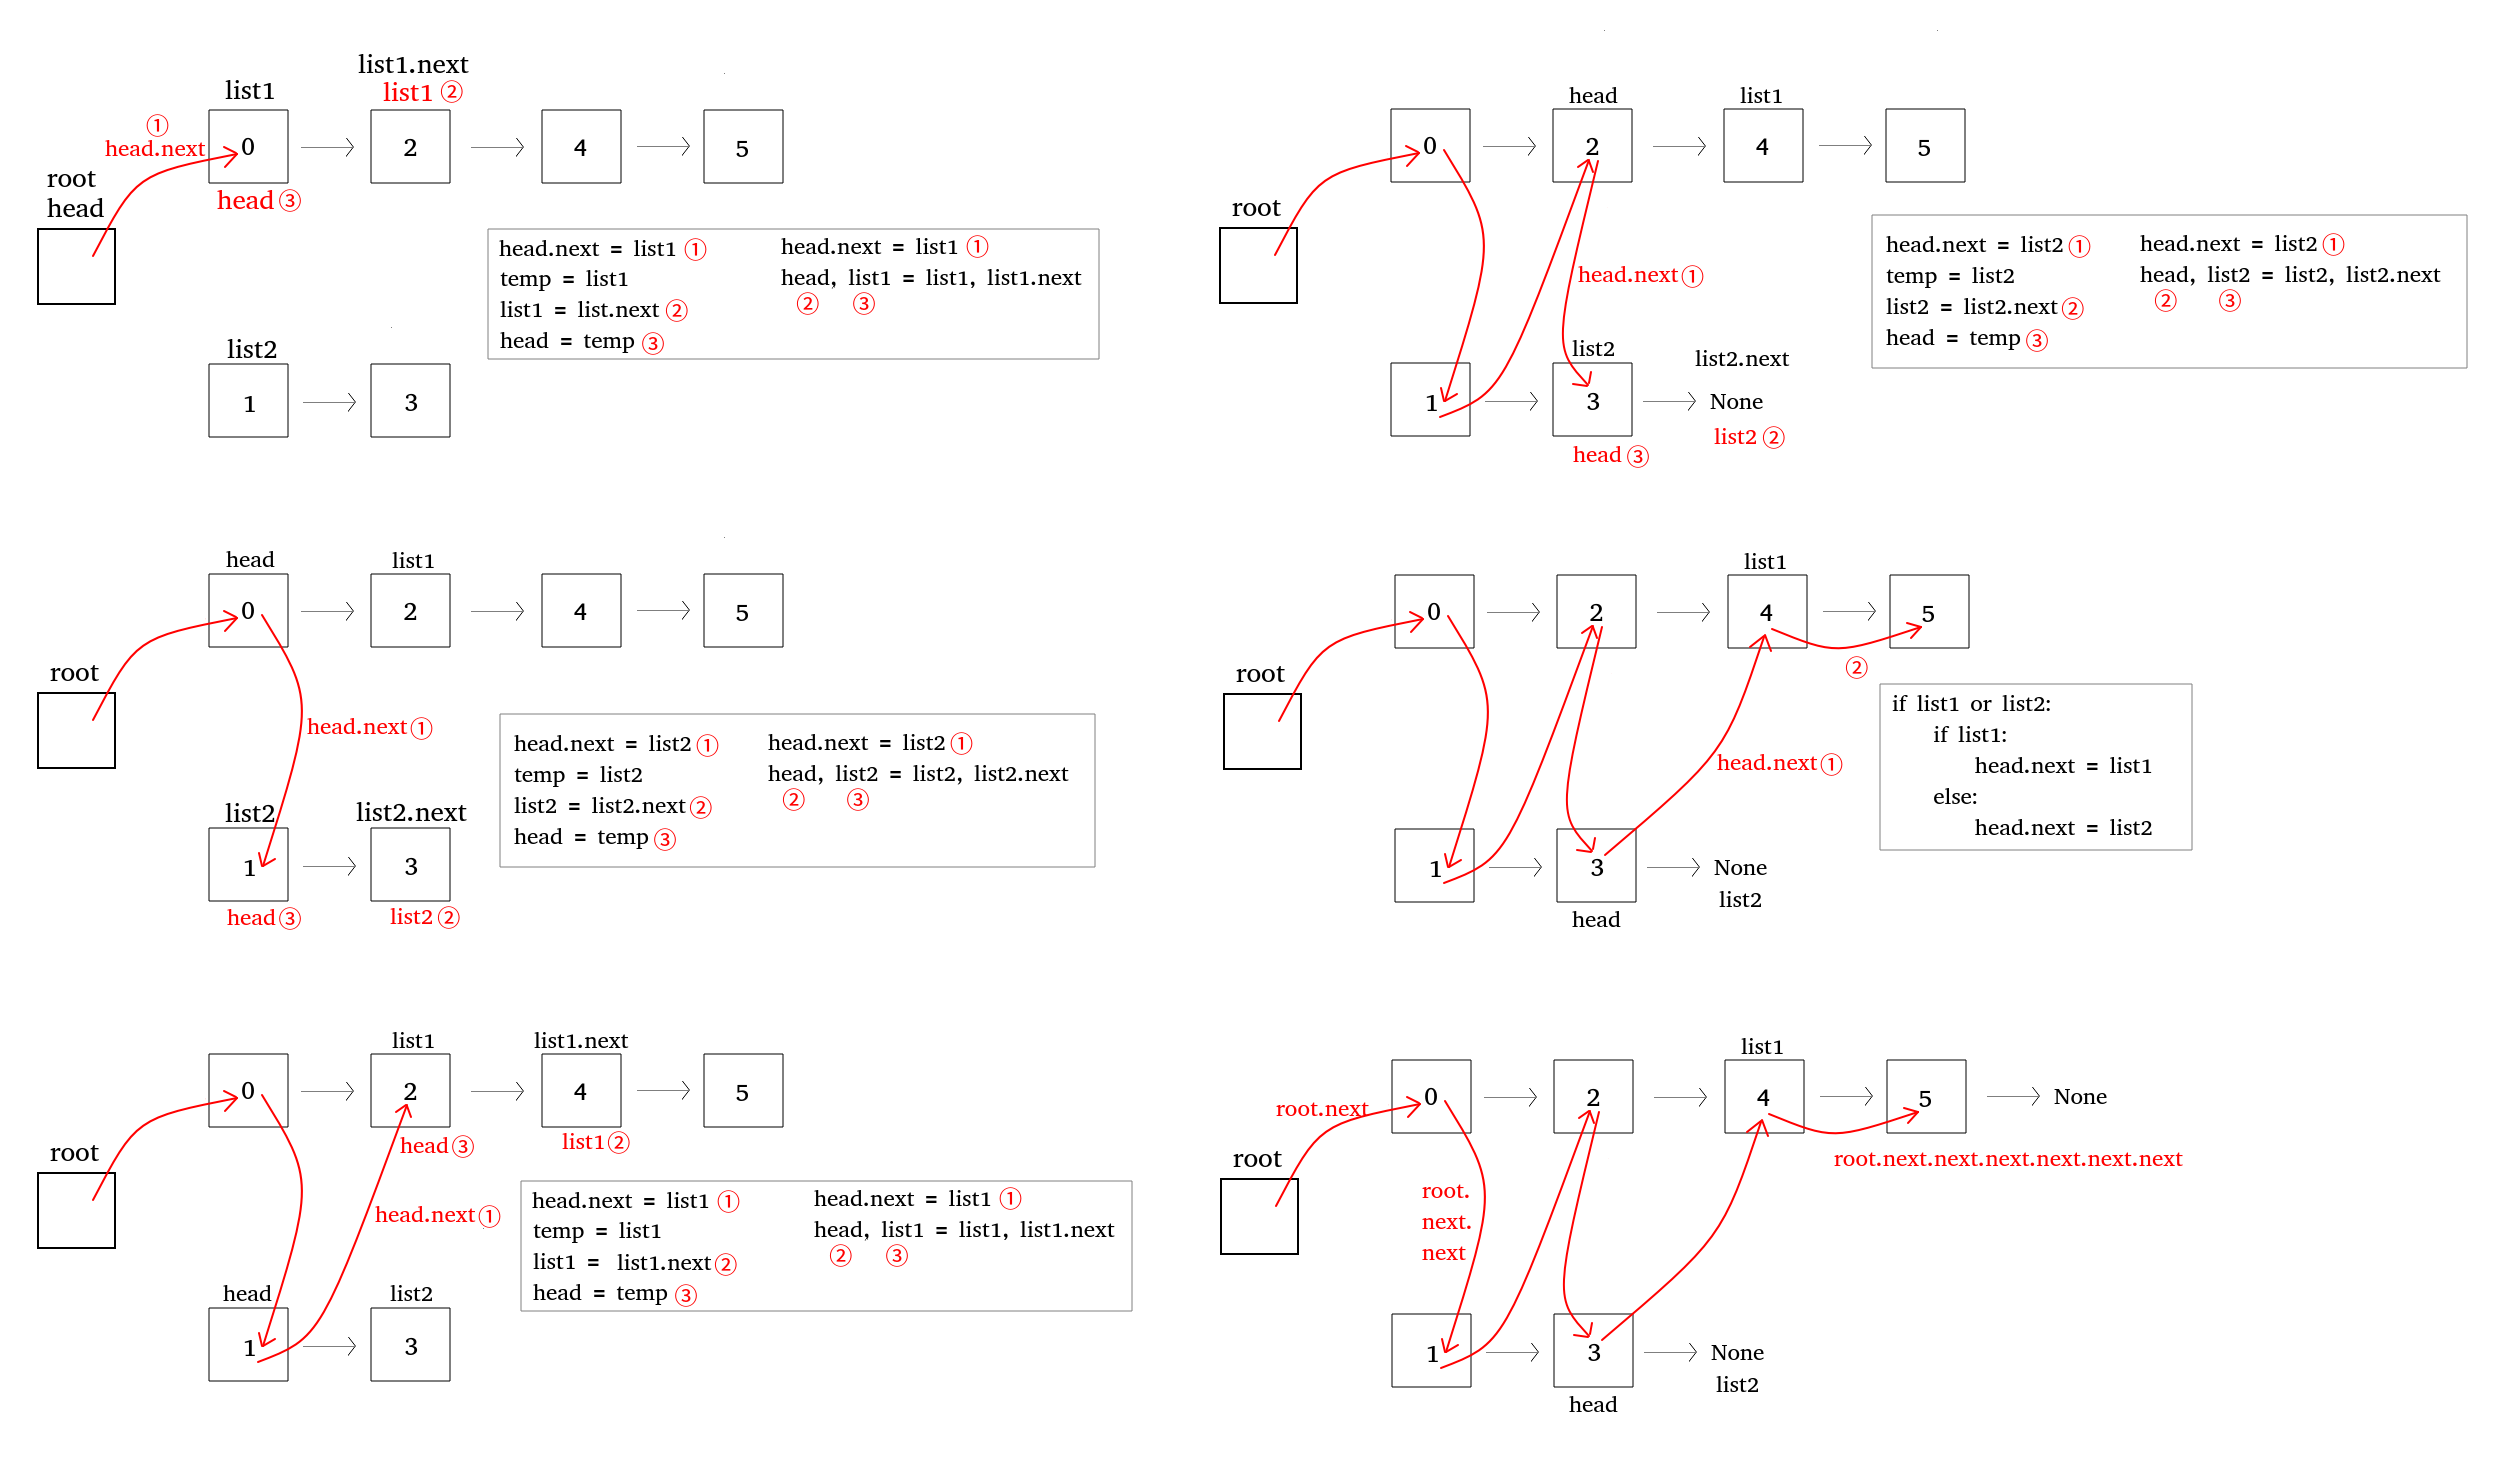 list1.next
list1
list1 ②
①
head.next
0
2
4
5
root
head
head ③
head.next = list1 ①
temp = list1
list1 = list.next ②
head = temp ③
head.next = list1 ①
head, list1 = list1, list1.next
② ③
list2
1
3
head
list1
0
2
4
5
root
head.next ①
head.next = list2 ①
temp = list2
list2 = list2.next ②
head = temp ③
head.next = list2 ①
head, list2 = list2, list2.next
② ③
list2
list2.next
1
3
head ③
list2 ②
list1
list1.next
0
2
4
5
head ③
list1 ②
root
head.next ①
head.next = list1 ①
temp = list1
list1 = list1.next ②
head = temp ③
head.next = list1 ①
head, list1 = list1, list1.next
② ③
head
list2
1
3
head
list1
0
2
4
5
root
head.next ①
head.next = list2 ①
temp = list2
list2 = list2.next ②
head = temp ③
head.next = list2 ①
head, list2 = list2, list2.next
② ③
list2
list2.next
1
3
None
list2 ②
head ③
list1
0
2
4
5
②
root
head.next ①
if list1 or list2:
if list1:
head.next = list1
else:
head.next = list2
1
3
None
list2
head
list1
0
2
4
5
None
root.next
root
root.next.next.next.next.next.next
root.
next.
next
1
3
None
list2
head